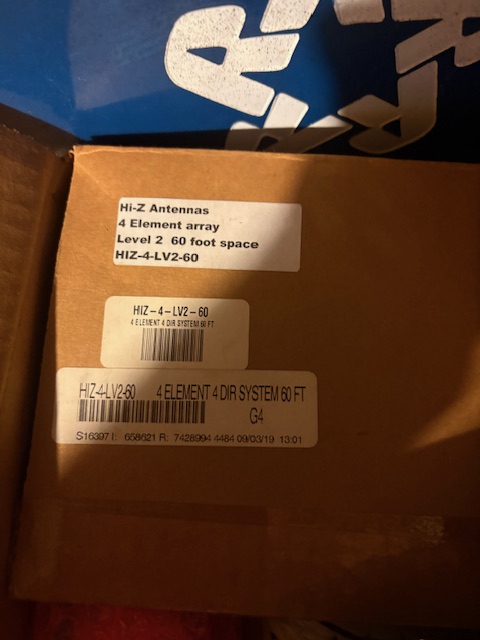 Hi-Z Antennas
4 Element array
Level 2 60 foot space
HIZ-4-LV2-60
HIZ-4-LV2-60
4 ELEMENT 4 DIR SYSTEM 60 FT
HIZ-4-LV2-60 4 ELEMENT 4 DIR SYSTEM 60 FT
G4
S16397 I: 658621 R: 7428994 4484 09/03/19 13:01